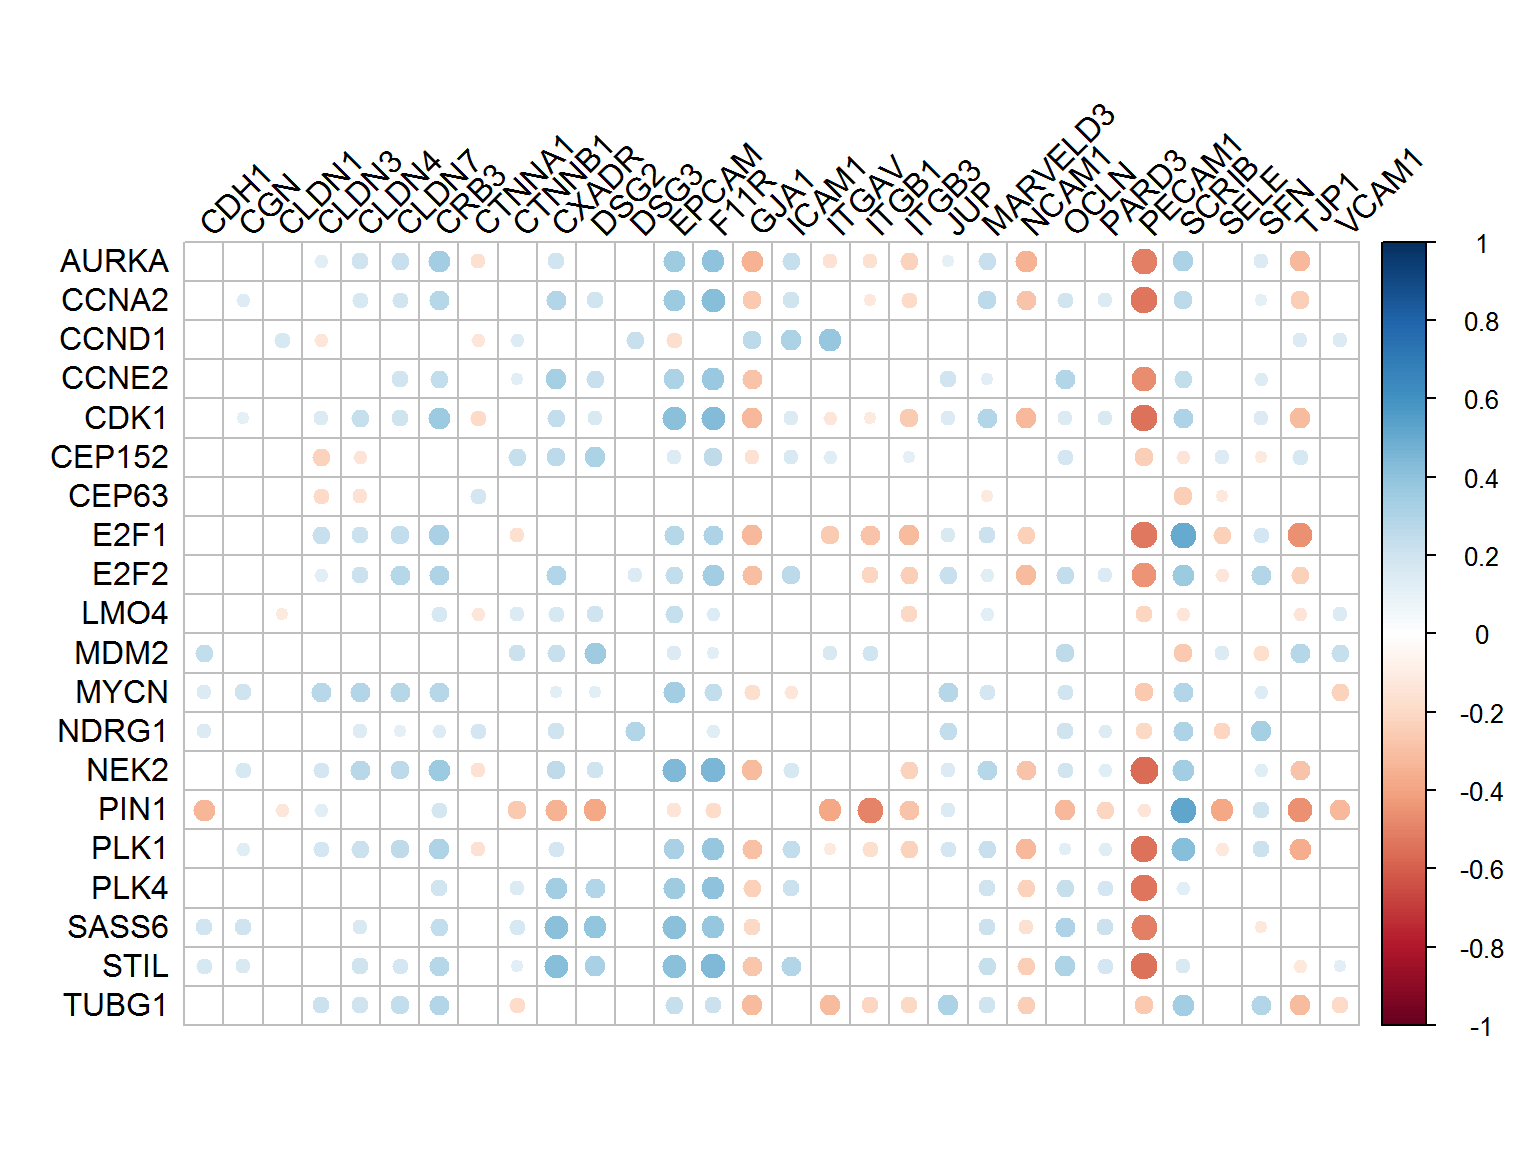 CDH1
CGN
CLDN1
CLDN3
CLDN4
CLDN7
CRB3
CTNNA1
CTNNB1
CXADR
DSG2
DSG3
EPCAM
F11R
GJA1
ICAM1
ITGAV
ITGB1
ITGB3
JUP
MARVELD3
NCAM1
OCLN
PARD3
PECAM1
SCRIB
SELE
SFN
TJP1
VCAM1
AURKA
CCNA2
CCND1
CCNE2
CDK1
CEP152
CEP63
E2F1
E2F2
LMO4
MDM2
MYCN
NDRG1
NEK2
PIN1
PLK1
PLK4
SASS6
STIL
TUBG1
1
0.8
0.6
0.4
0.2
0
-0.2
-0.4
-0.6
-0.8
-1